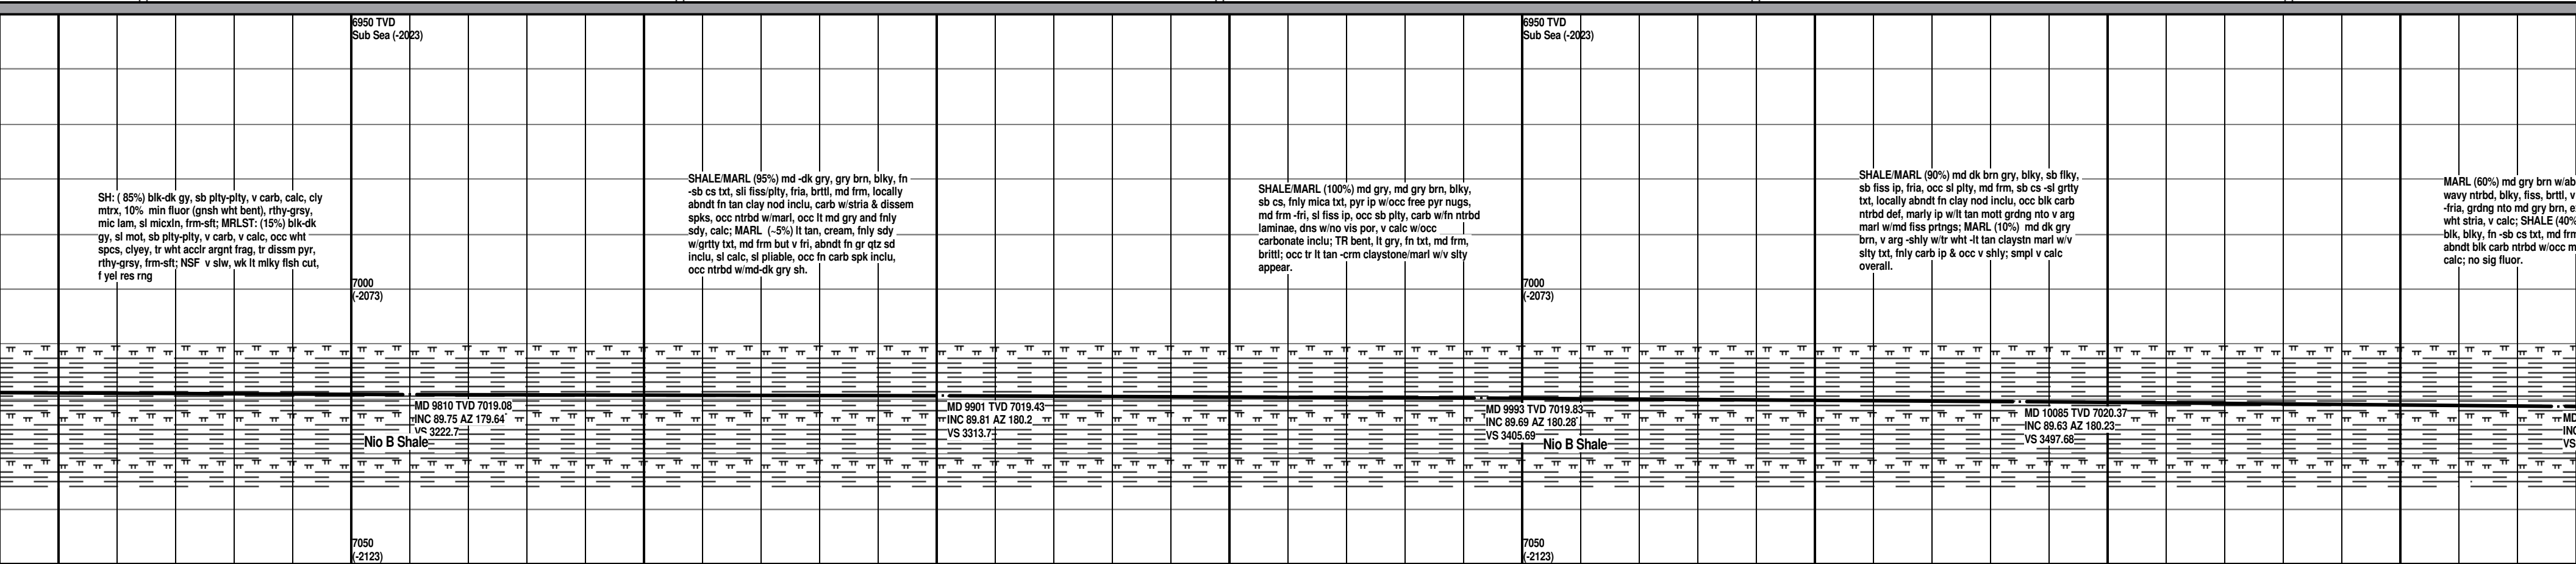 6950 TVD
Sub Sea (-2023)
6950 TVD
Sub Sea (-2023)
SH: ( 85%) blk-dk gy, sb plty-plty, v carb, calc, cly
mtrx, 10%  min fluor (gnsh wht bent), rthy-grsy,
mic lam, sl micxln, frm-sft; MRLST: (15%) blk-dk
gy, sl mot, sb plty-plty, v carb, v calc, occ wht
spcs, clyey, tr wht acclr argnt frag, tr dissm pyr,
rthy-grsy, frm-sft; NSF  v slw, wk lt mlky flsh cut,
f yel res rng
SHALE/MARL (95%) md -dk gry, gry brn, blky, fn
-sb cs txt, sli fiss/plty, fria, brttl, md frm, locally
abndt fn tan clay nod inclu, carb w/stria & dissem
spks, occ ntrbd w/marl, occ lt md gry and fnly
sdy, calc; MARL  (~5%) lt tan, cream, fnly sdy
w/grtty txt, md frm but v fri, abndt fn gr qtz sd
inclu, sl calc, sl pliable, occ fn carb spk inclu,
occ ntrbd w/md-dk gry sh.
SHALE/MARL (100%) md gry, md gry brn, blky,
sb cs, fnly mica txt, pyr ip w/occ free pyr nugs,
md frm -fri, sl fiss ip, occ sb plty, carb w/fn ntrbd
laminae, dns w/no vis por, v calc w/occ
carbonate inclu; TR bent, lt gry, fn txt, md frm,
brittl; occ tr lt tan -crm claystone/marl w/v slty
appear.
SHALE/MARL (90%) md dk brn gry, blky, sb flky,
sb fiss ip, fria, occ sl plty, md frm, sb cs -sl grtty
txt, locally abndt fn clay nod inclu, occ blk carb
ntrbd def, marly ip w/lt tan mott grdng nto v arg
marl w/md fiss prtngs; MARL (10%)  md dk gry
brn, v arg -shly w/tr wht -lt tan claystn marl w/v
slty txt, fnly carb ip & occ v shly; smpl v calc
overall.
MARL (60%) md gry brn w/ab
wavy ntrbd, blky, fiss, brttl, v
-fria, grdng nto md gry brn, e
wht stria, v calc; SHALE (40%
blk, blky, fn -sb cs txt, md frm
abndt blk carb ntrbd w/occ m
calc; no sig fluor.
7000
(-2073)
7000
(-2073)
MD 9810 TVD 7019.08
INC 89.75 AZ 179.64
VS 3222.7
Nio B Shale
MD 9901 TVD 7019.43
INC 89.81 AZ 180.2
VS 3313.7
MD 9993 TVD 7019.83
INC 89.69 AZ 180.28
VS 3405.69
Nio B Shale
MD 10085 TVD 7020.37
INC 89.63 AZ 180.23
VS 3497.68
MD
INC
VS
7050
(-2123)
7050
(-2123)